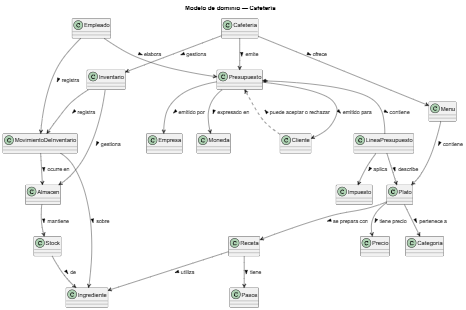 Modelo de dominio — Cafetería
C Empleado
C Cafeteria
elabora
gestiona
emite
ofrece
registra
C Inventario
C Presupuesto
C Menu
registra
gestiona
emitido por
expresado en
puede aceptar o rechazar
emitido para
contiene
C MovimientoDeInventario
C Empresa
C Moneda
C Cliente
C LineaPresupuesto
contiene
ocurre en
aplica
describe
C Almacen
C Impuesto
C Plato
mantiene
sobre
se prepara con
tiene precio
pertenece a
C Stock
C Receta
C Precio
C Categoria
de
utiliza
tiene
C Ingrediente
C Pasos